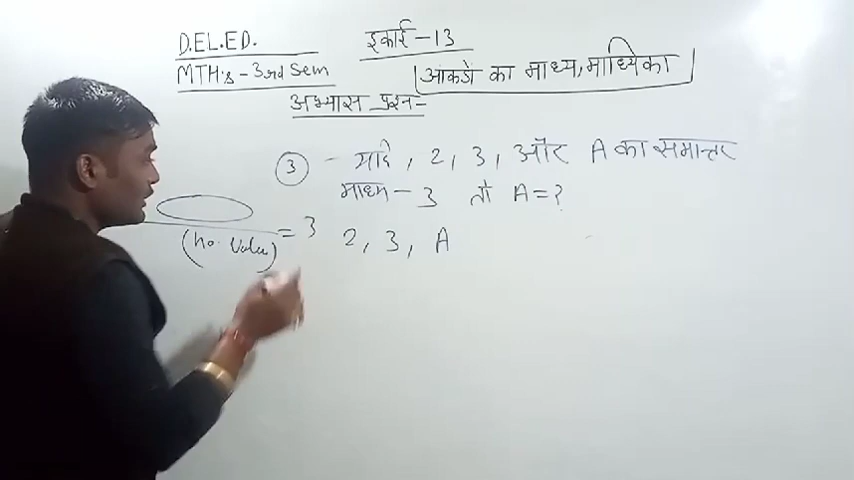 D.EL.ED. इकाई-13
MTH's - 3rd Sem आंकडो का माध्य, माध्यिका
अभ्यास प्रश्न=
③ - यदि, 2, 3, और A का समान्तर
माध्य - 3 तो A=?
(No. Value) = 3 2, 3, A